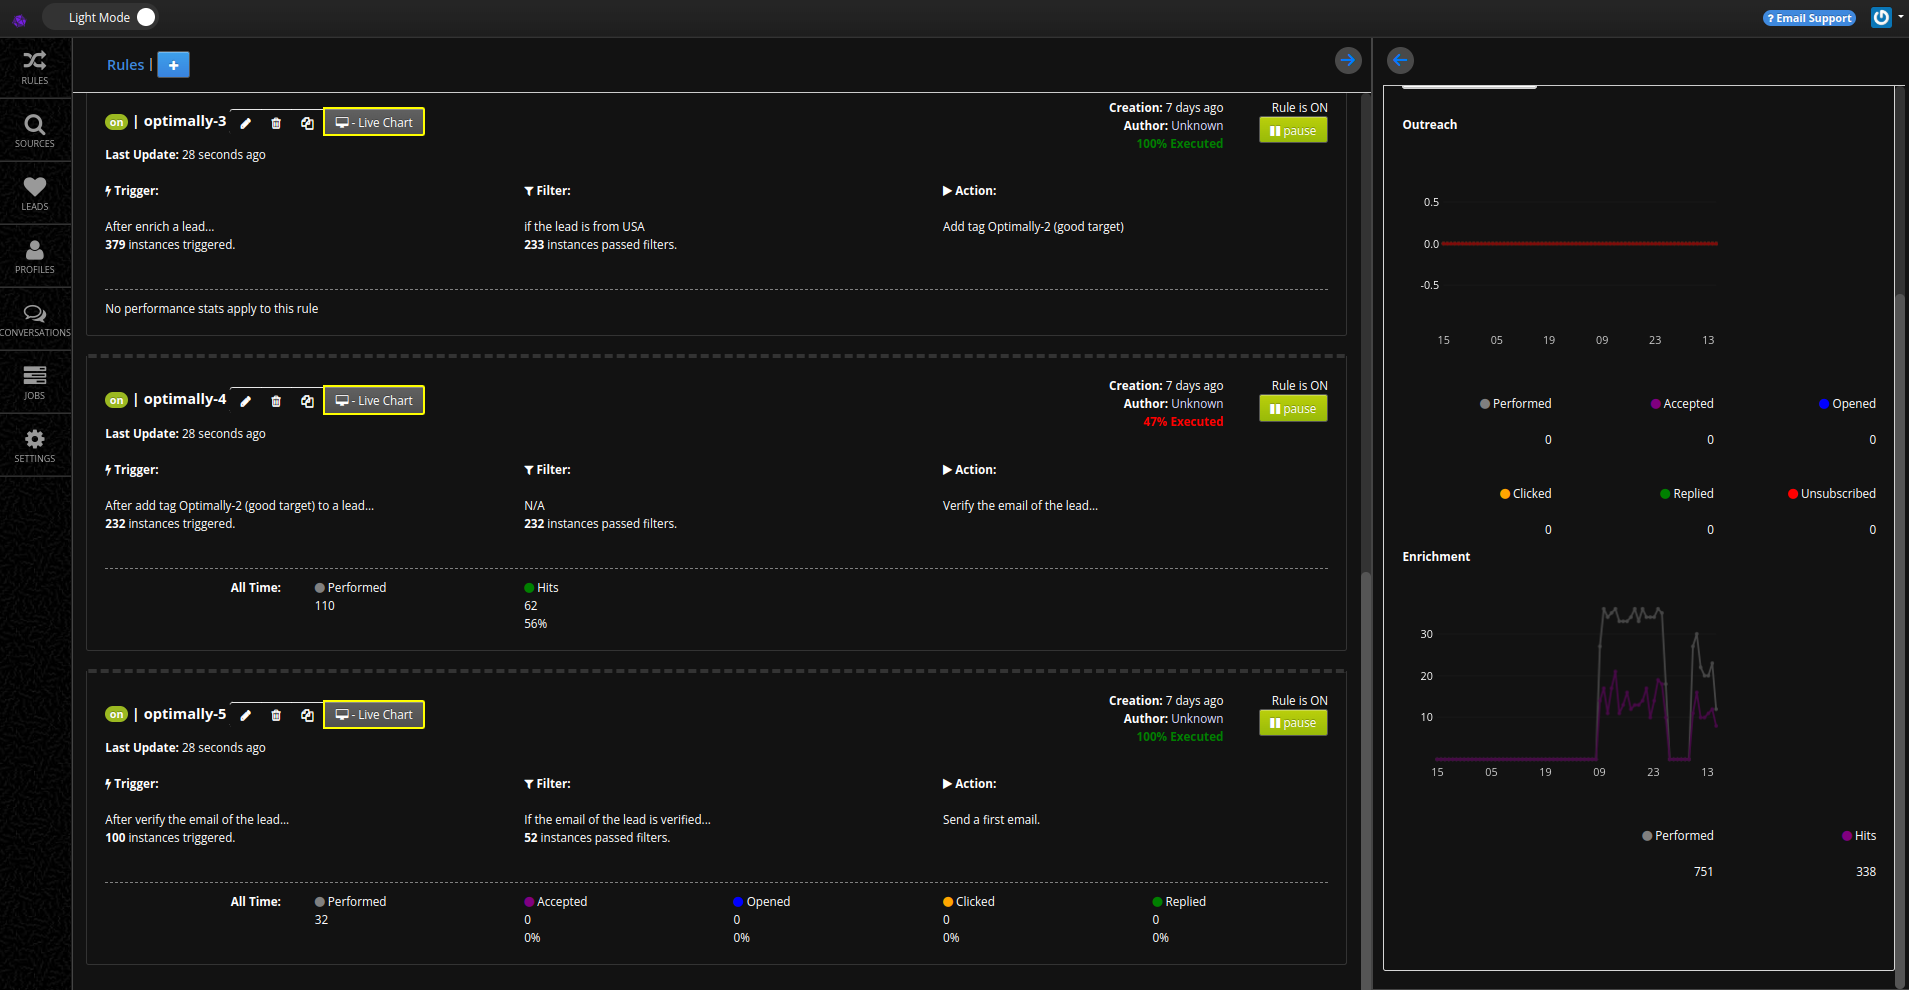 Light Mode
? Email Support
RULES
SOURCES
LEADS
PROFILES
CONVERSATIONS
JOBS
SETTINGS
Rules | +
on | optimally-3 - Live Chart
Creation: 7 days ago
Author: Unknown
100% Executed
Rule is ON
pause
Last Update: 28 seconds ago
Trigger:
After enrich a lead...
379 instances triggered.
Filter:
if the lead is from USA
233 instances passed filters.
Action:
Add tag Optimally-2 (good target)
No performance stats apply to this rule
on | optimally-4 - Live Chart
Creation: 7 days ago
Author: Unknown
47% Executed
Rule is ON
pause
Last Update: 28 seconds ago
Trigger:
After add tag Optimally-2 (good target) to a lead...
232 instances triggered.
Filter:
N/A
232 instances passed filters.
Action:
Verify the email of the lead...
All Time:
Performed
110
Hits
62
56%
on | optimally-5 - Live Chart
Creation: 7 days ago
Author: Unknown
100% Executed
Rule is ON
pause
Last Update: 28 seconds ago
Trigger:
After verify the email of the lead...
100 instances triggered.
Filter:
If the email of the lead is verified...
52 instances passed filters.
Action:
Send a first email.
All Time:
Performed
32
Accepted
0
0%
Opened
0
0%
Clicked
0
0%
Replied
0
0%
Outreach
0.5
0.0
-0.5
15 05 19 09 23 13
Performed Accepted Opened
0 0 0
Clicked Replied Unsubscribed
0 0 0
Enrichment
30
20
10
15 05 19 09 23 13
Performed Hits
751 338